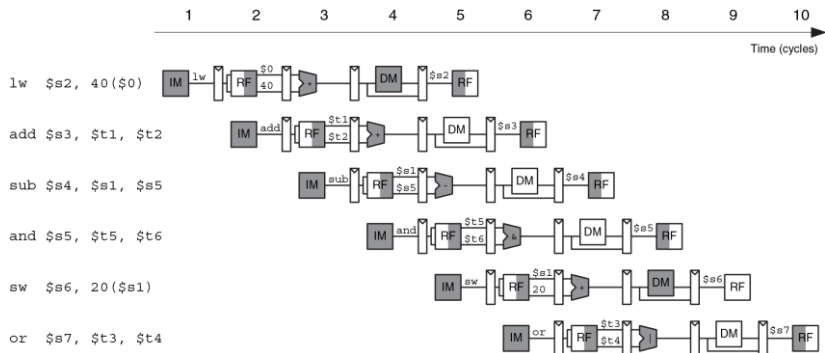 1 2 3 4 5 6 7 8 9 10
Time (cycles)
lw $s2, 40($0) IM lw RF $0 40 + DM $s2 RF
add $s3, $t1, $t2 IM add RF $t1 $t2 + DM $s3 RF
sub $s4, $s1, $s5 IM sub RF $s1 $s5 - DM $s4 RF
and $s5, $t5, $t6 IM and RF $t5 $t6 & DM $s5 RF
sw $s6, 20($s1) IM sw RF $s1 20 + DM $s6 RF
or $s7, $t3, $t4 IM or RF $t3 $t4 | DM $s7 RF